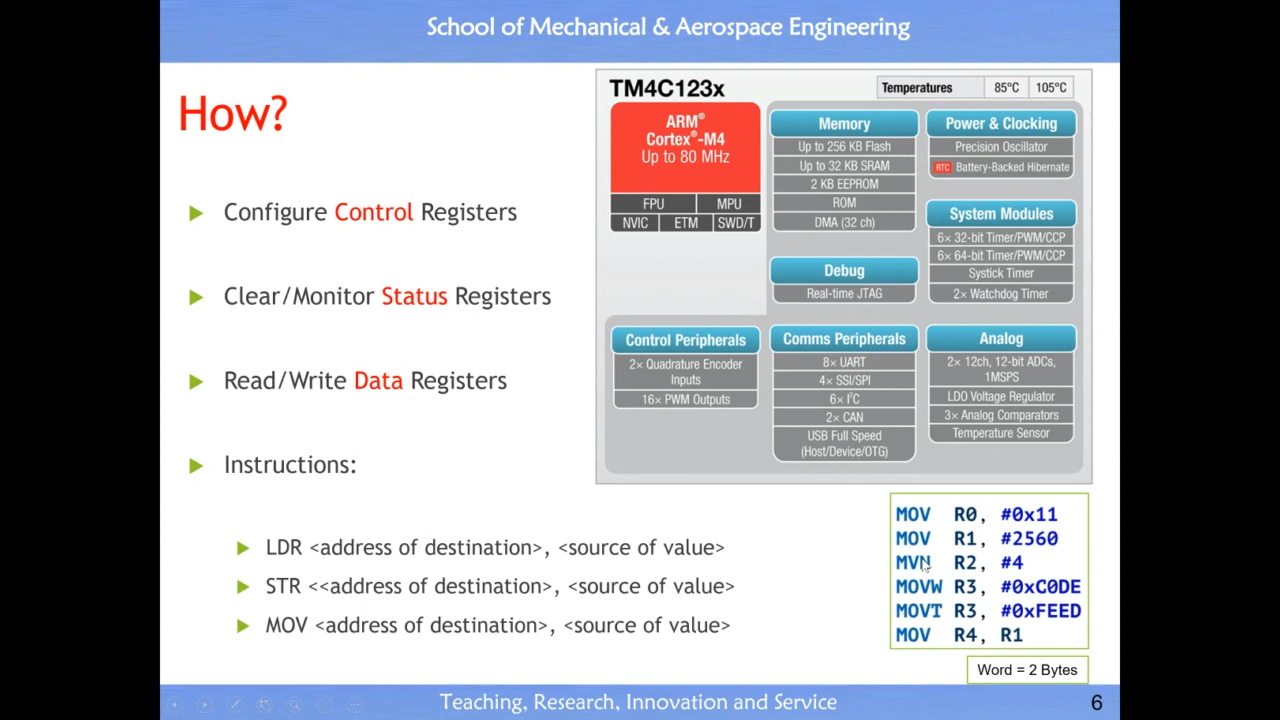 School of Mechanical & Aerospace Engineering
How?
Configure Control Registers
Clear/Monitor Status Registers
Read/Write Data Registers
Instructions:
LDR <address of destination>, <source of value>
STR <<address of destination>, <source of value>
MOV <address of destination>, <source of value>
TM4C123x
Temperatures 85°C 105°C
ARM®
Cortex®-M4
Up to 80 MHz
FPU MPU
NVIC ETM SWD/T
Memory
Up to 256 KB Flash
Up to 32 KB SRAM
2 KB EEPROM
ROM
DMA (32 ch)
Power & Clocking
Precision Oscillator
RTC Battery-Backed Hibernate
System Modules
6× 32-bit Timer/PWM/CCP
6× 64-bit Timer/PWM/CCP
Systick Timer
2× Watchdog Timer
Debug
Real-time JTAG
Control Peripherals
2× Quadrature Encoder
Inputs
16× PWM Outputs
Comms Peripherals
8× UART
4× SSI/SPI
6× I²C
2× CAN
USB Full Speed
(Host/Device/OTG)
Analog
2× 12ch, 12-bit ADCs,
1MSPS
LDO Voltage Regulator
3× Analog Comparators
Temperature Sensor
MOV R0, #0x11
MOV R1, #2560
MVN R2, #4
MOVW R3, #0xC0DE
MOVT R3, #0xFEED
MOV R4, R1
Word = 2 Bytes
Teaching, Research, Innovation and Service
6